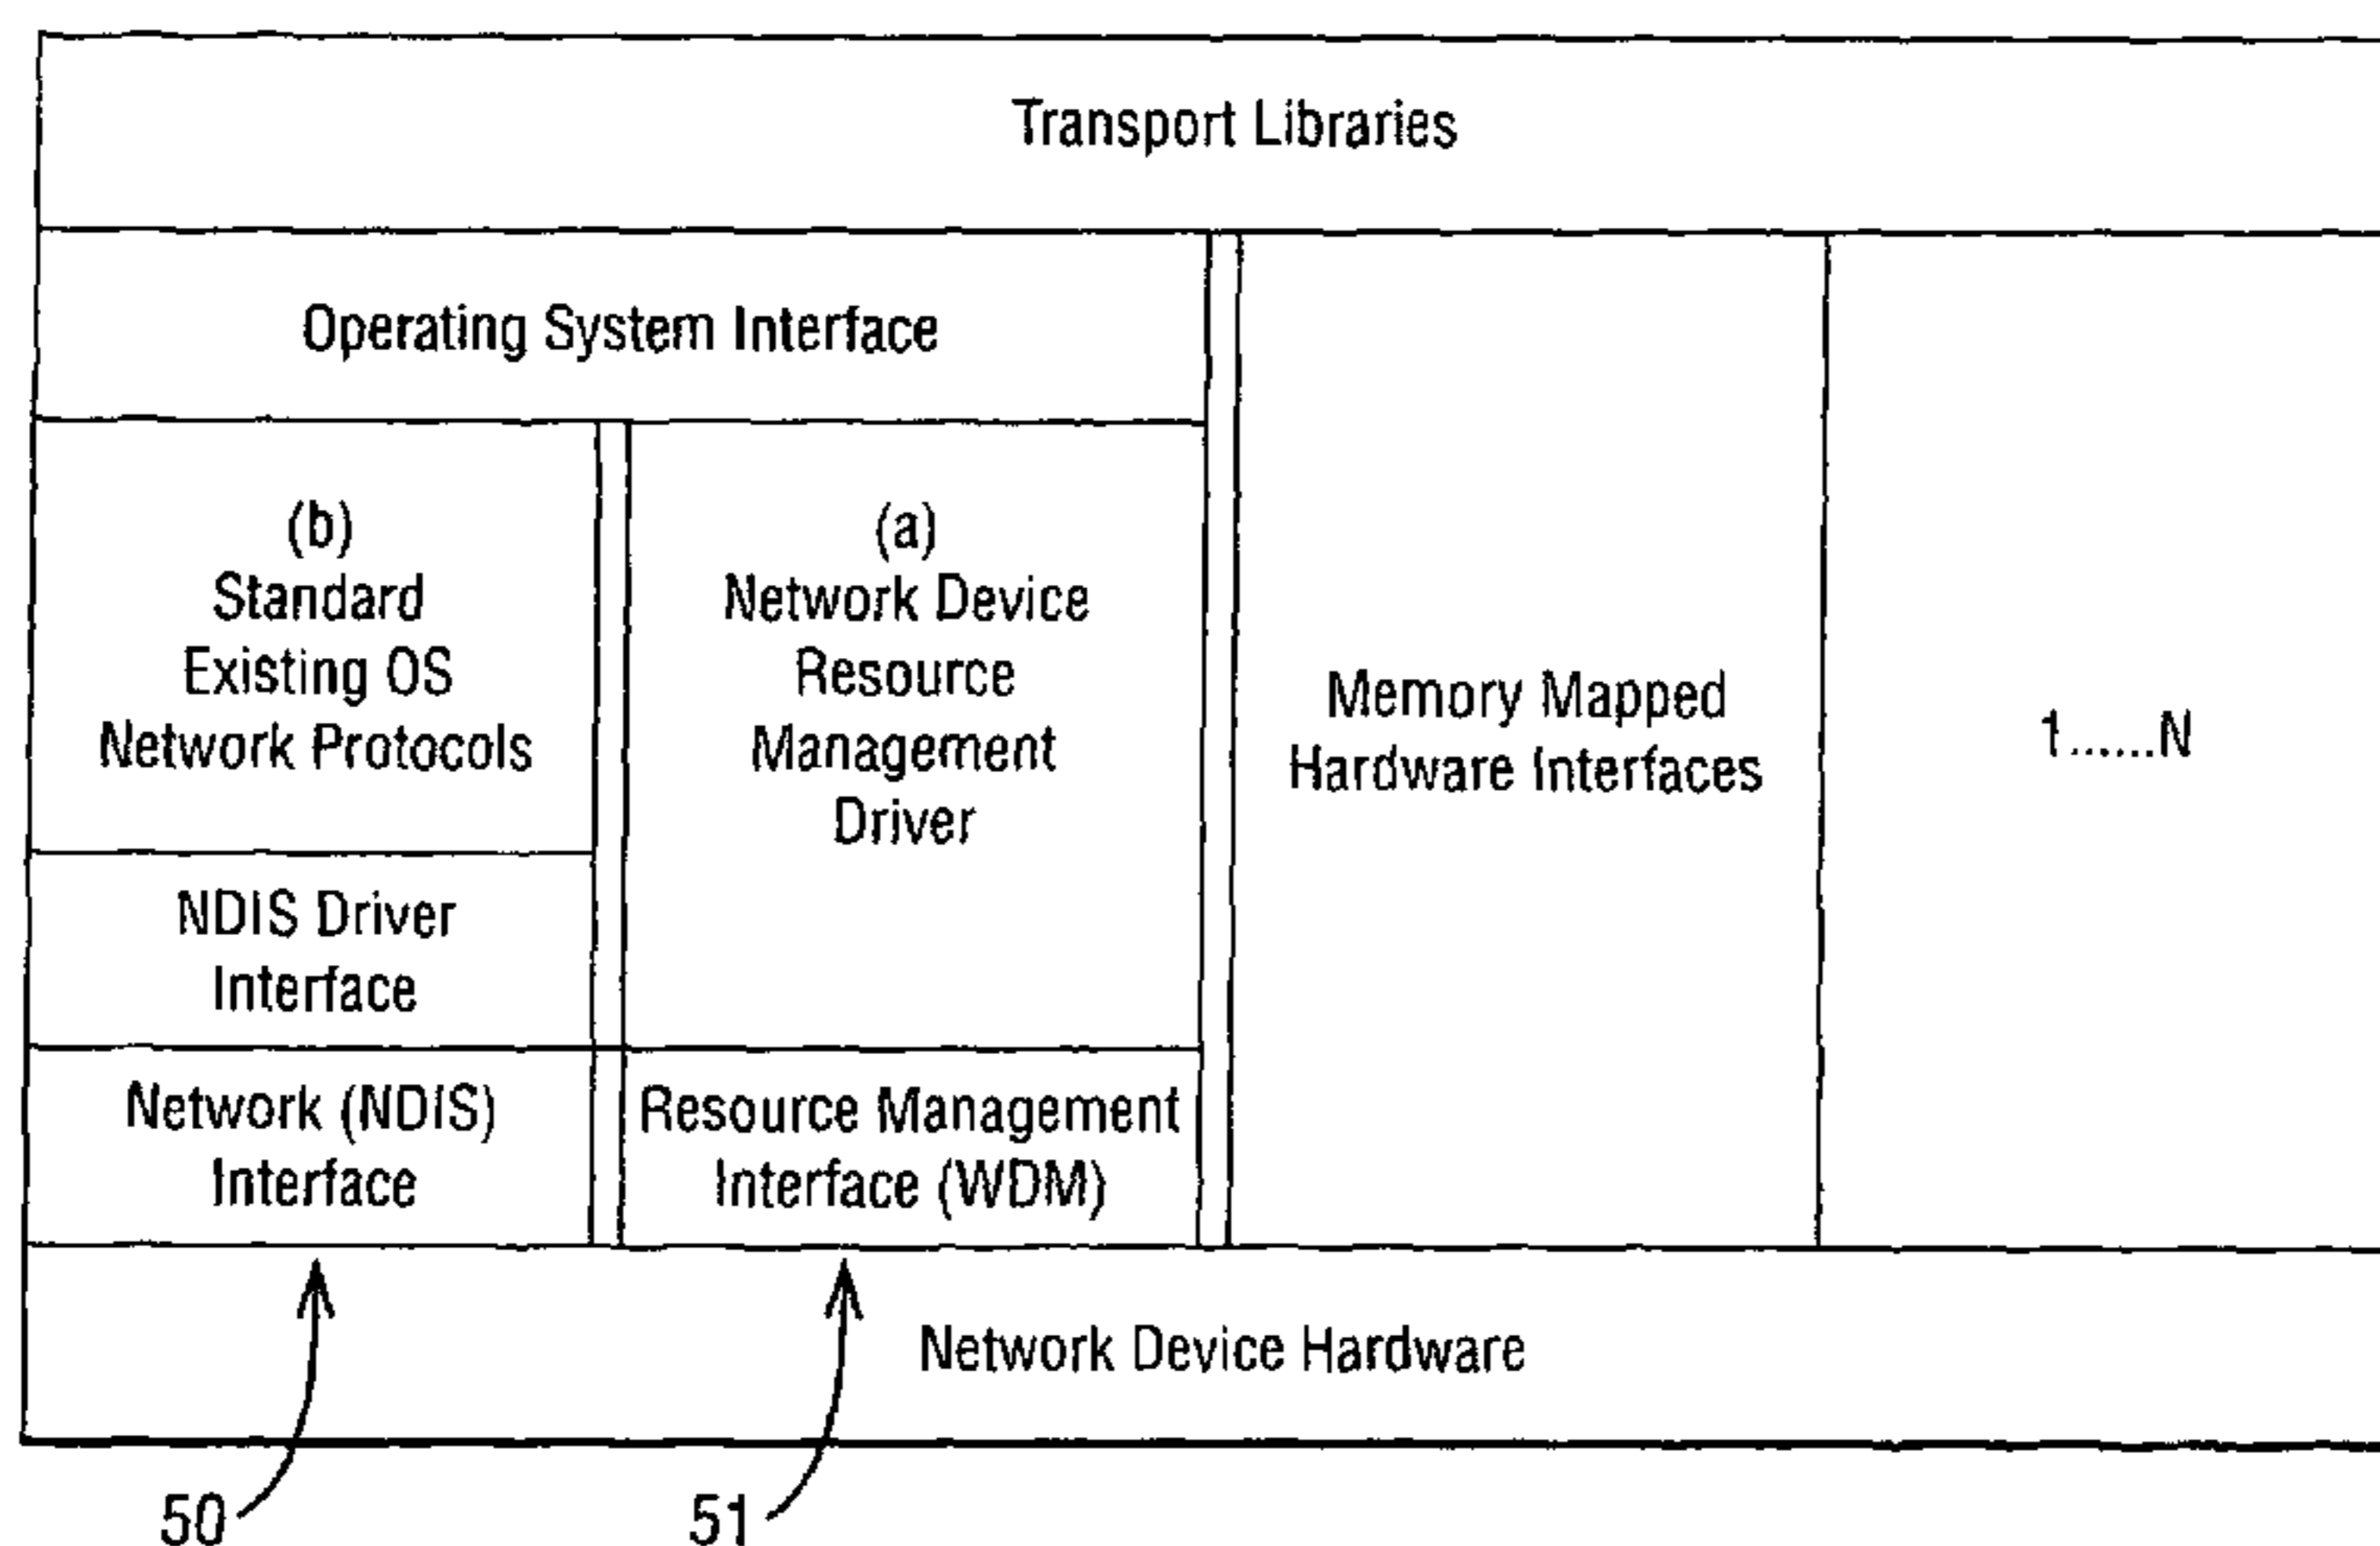 Transport Libraries
Operating System Interface
(b)
Standard
Existing OS
Network Protocols
(a)
Network Device
Resource
Management
Driver
Memory Mapped
Hardware Interfaces
1......N
NDIS Driver
Interface
Network (NDIS)
Interface
Resource Management
Interface (WDM)
Network Device Hardware
50
51